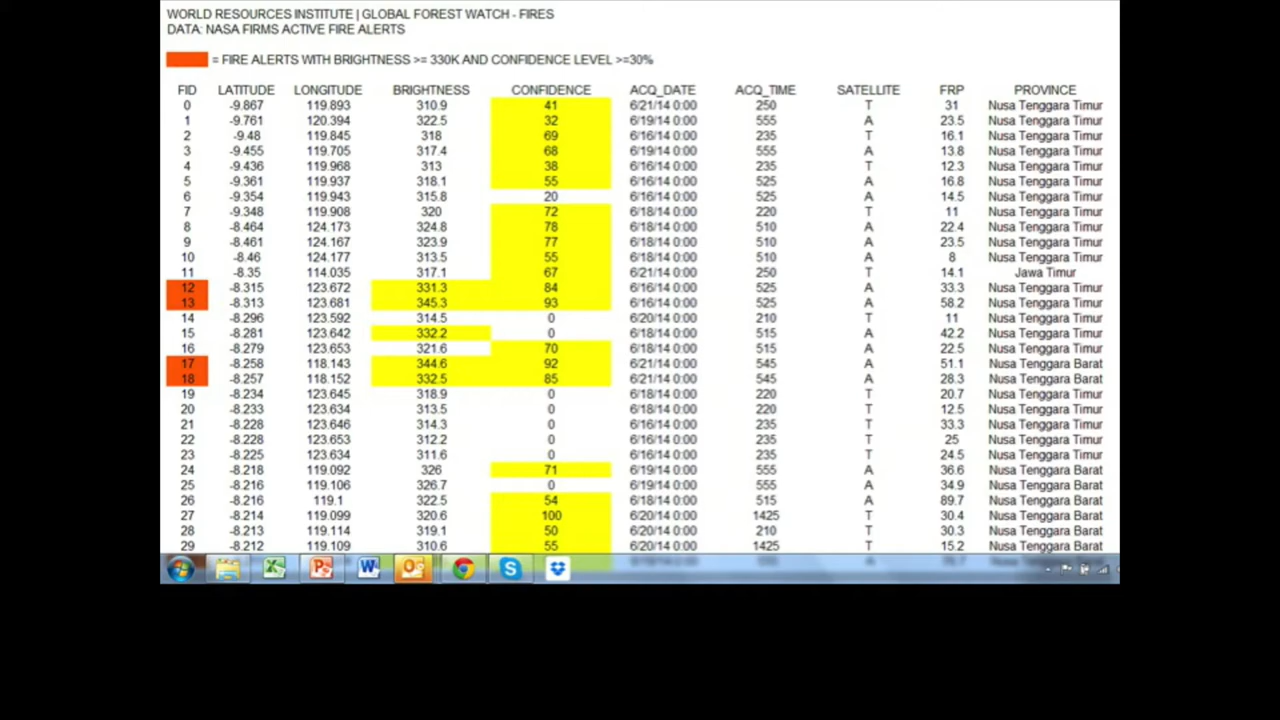 WORLD RESOURCES INSTITUTE | GLOBAL FOREST WATCH - FIRES
DATA: NASA FIRMS ACTIVE FIRE ALERTS
= FIRE ALERTS WITH BRIGHTNESS >= 330K AND CONFIDENCE LEVEL >=30%
FID LATITUDE LONGITUDE BRIGHTNESS CONFIDENCE ACQ_DATE ACQ_TIME SATELLITE FRP PROVINCE
0 -9.867 119.893 310.9 41 6/21/14 0:00 250 T 31 Nusa Tenggara Timur
1 -9.761 120.394 322.5 32 6/19/14 0:00 555 A 23.5 Nusa Tenggara Timur
2 -9.48 119.845 318 69 6/16/14 0:00 235 T 16.1 Nusa Tenggara Timur
3 -9.455 119.705 317.4 68 6/19/14 0:00 555 A 13.8 Nusa Tenggara Timur
4 -9.436 119.968 313 38 6/16/14 0:00 235 T 12.3 Nusa Tenggara Timur
5 -9.361 119.937 318.1 55 6/16/14 0:00 525 A 16.8 Nusa Tenggara Timur
6 -9.354 119.943 315.8 20 6/16/14 0:00 525 A 14.5 Nusa Tenggara Timur
7 -9.348 119.908 320 72 6/18/14 0:00 220 T 11 Nusa Tenggara Timur
8 -8.464 124.173 324.8 78 6/18/14 0:00 510 A 22.4 Nusa Tenggara Timur
9 -8.461 124.167 323.9 77 6/18/14 0:00 510 A 23.5 Nusa Tenggara Timur
10 -8.46 124.177 313.5 55 6/18/14 0:00 510 A 8 Nusa Tenggara Timur
11 -8.35 114.035 317.1 67 6/21/14 0:00 250 T 14.1 Jawa Timur
12 -8.315 123.672 331.3 84 6/16/14 0:00 525 A 33.3 Nusa Tenggara Timur
13 -8.313 123.681 345.3 93 6/16/14 0:00 525 A 58.2 Nusa Tenggara Timur
14 -8.296 123.592 314.5 0 6/20/14 0:00 210 T 11 Nusa Tenggara Timur
15 -8.281 123.642 332.2 0 6/18/14 0:00 515 A 42.2 Nusa Tenggara Timur
16 -8.279 123.653 321.6 70 6/18/14 0:00 515 A 22.5 Nusa Tenggara Timur
17 -8.258 118.143 344.6 92 6/21/14 0:00 545 A 51.1 Nusa Tenggara Barat
18 -8.257 118.152 332.5 85 6/21/14 0:00 545 A 28.3 Nusa Tenggara Barat
19 -8.234 123.645 318.9 0 6/18/14 0:00 220 T 20.7 Nusa Tenggara Timur
20 -8.233 123.634 313.5 0 6/18/14 0:00 220 T 12.5 Nusa Tenggara Timur
21 -8.228 123.646 314.3 0 6/16/14 0:00 235 T 33.3 Nusa Tenggara Timur
22 -8.228 123.653 312.2 0 6/16/14 0:00 235 T 25 Nusa Tenggara Timur
23 -8.225 123.634 311.6 0 6/16/14 0:00 235 T 24.5 Nusa Tenggara Timur
24 -8.218 119.092 326 71 6/19/14 0:00 555 A 36.6 Nusa Tenggara Barat
25 -8.216 119.106 326.7 0 6/19/14 0:00 555 A 34.9 Nusa Tenggara Barat
26 -8.216 119.1 322.5 54 6/18/14 0:00 515 A 89.7 Nusa Tenggara Barat
27 -8.214 119.099 320.6 100 6/20/14 0:00 1425 T 30.4 Nusa Tenggara Barat
28 -8.213 119.114 319.1 50 6/20/14 0:00 210 T 30.3 Nusa Tenggara Barat
29 -8.212 119.109 310.6 55 6/20/14 0:00 1425 T 15.2 Nusa Tenggara Barat